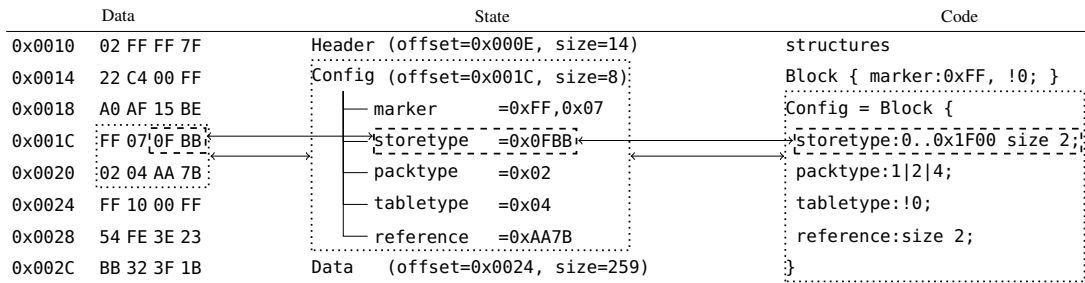 Data State Code
0x0010 02 FF FF 7F Header (offset=0x000E, size=14) structures
0x0014 22 C4 00 FF Config (offset=0x001C, size=8) Block { marker:0xFF, !0; }
0x0018 A0 AF 15 BE marker =0xFF,0x07 Config = Block {
0x001C FF 07 0F BB storetype =0x0FBB storetype:0..0x1F00 size 2;
0x0020 02 04 AA 7B packtype =0x02 packtype:1|2|4;
0x0024 FF 10 00 FF tabletype =0x04 tabletype:!0;
0x0028 54 FE 3E 23 reference =0xAA7B reference:size 2;
0x002C BB 32 3F 1B Data (offset=0x0024, size=259) }